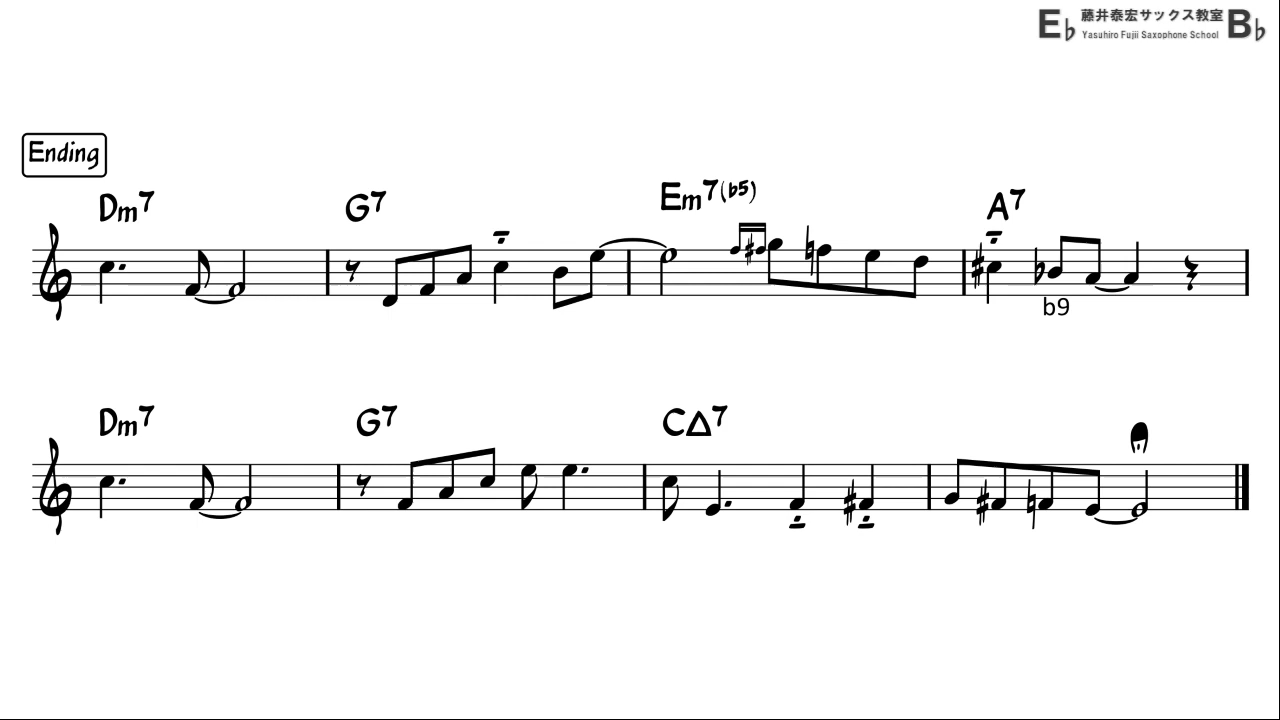 E♭ 藤井泰宏サックス教室 B♭
Yasuhiro Fujii Saxophone School
Ending
Dm7 G7 Em7(♭5) A7
b9
Dm7 G7 C△7